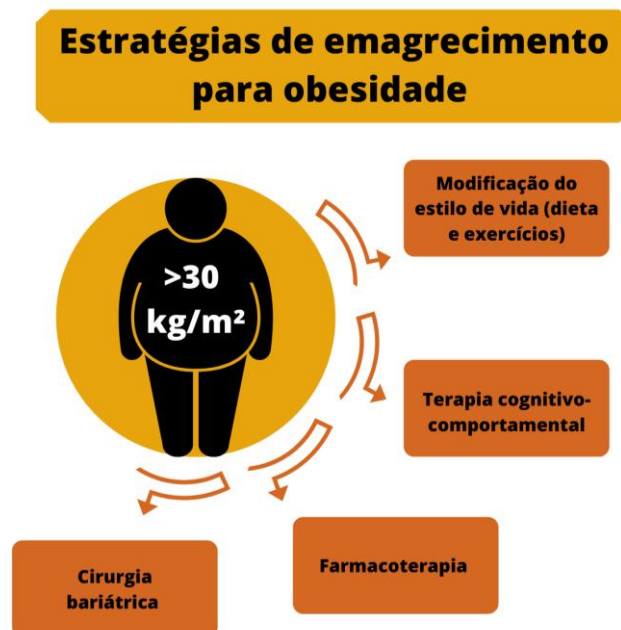 Estratégias de emagrecimento
para obesidade
>30
kg/m²
Modificação do
estilo de vida (dieta
e exercícios)
Terapia cognitivo-
comportamental
Farmacoterapia
Cirurgia
bariátrica